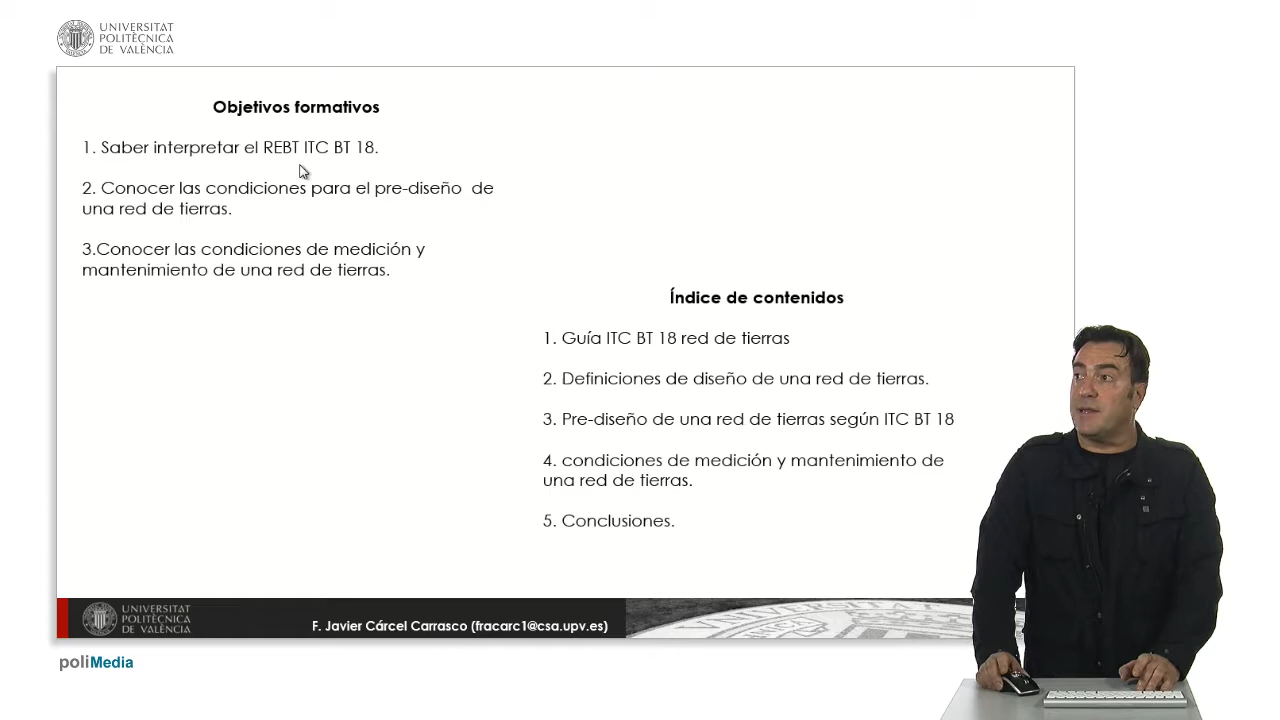 UNIVERSITAT
POLITÈCNICA
DE VALÈNCIA
Objetivos formativos
1. Saber interpretar el REBT ITC BT 18.
2. Conocer las condiciones para el pre-diseño de
una red de tierras.
3.Conocer las condiciones de medición y
mantenimiento de una red de tierras.
Índice de contenidos
1. Guía ITC BT 18 red de tierras
2. Definiciones de diseño de una red de tierras.
3. Pre-diseño de una red de tierras según ITC BT 18
4. condiciones de medición y mantenimiento de
una red de tierras.
5. Conclusiones.
UNIVERSITAT
POLITÈCNICA
DE VALÈNCIA
F. Javier Cárcel Carrasco (fracarc1@csa.upv.es)
poliMedia